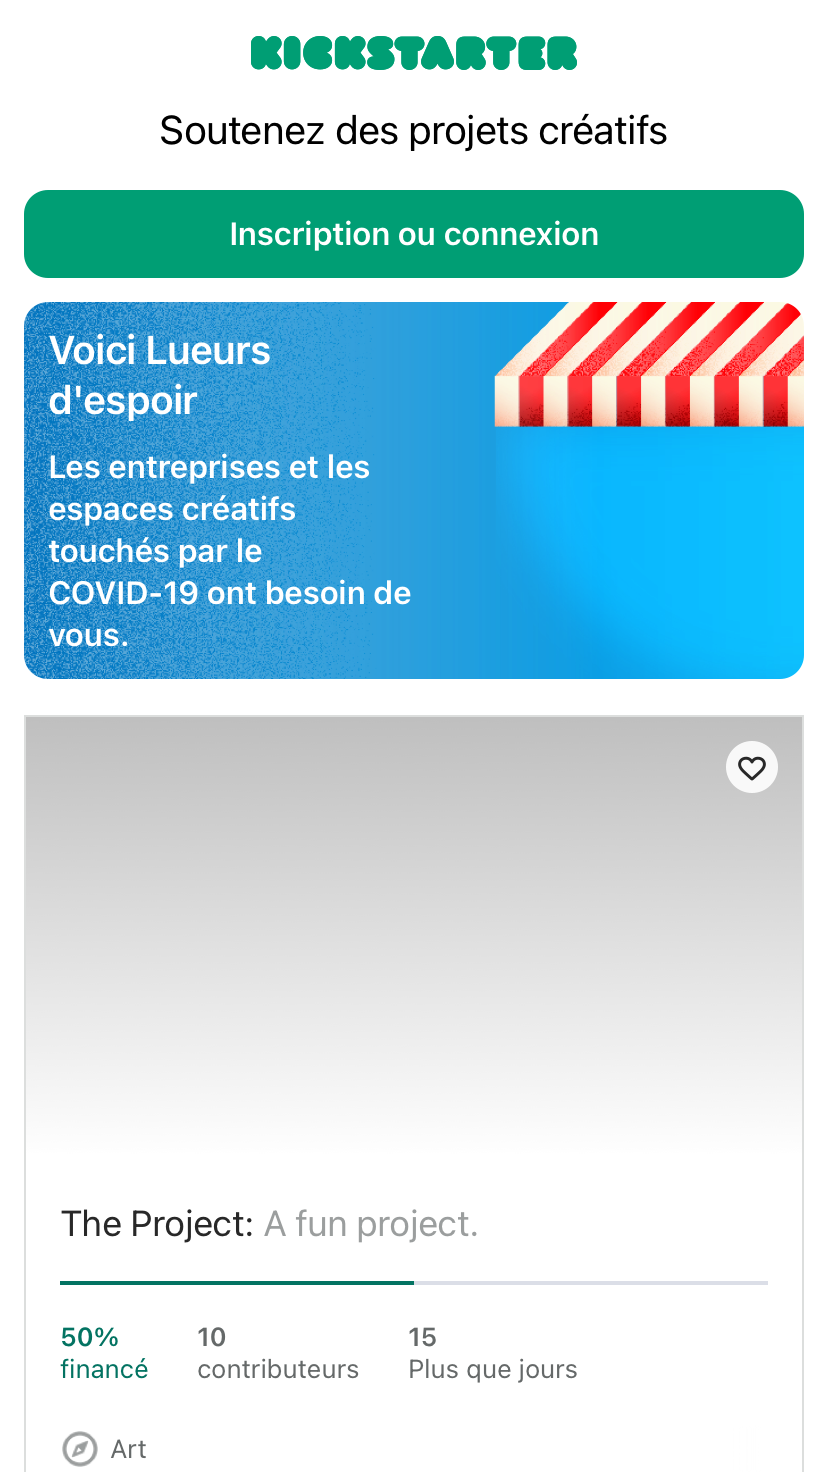 KICKSTARTER
Soutenez des projets créatifs
Inscription ou connexion
Voici Lueurs
d'espoir
Les entreprises et les
espaces créatifs
touchés par le
COVID-19 ont besoin de
vous.
The Project: A fun project.
50% 10 15
financé contributeurs Plus que jours
Art